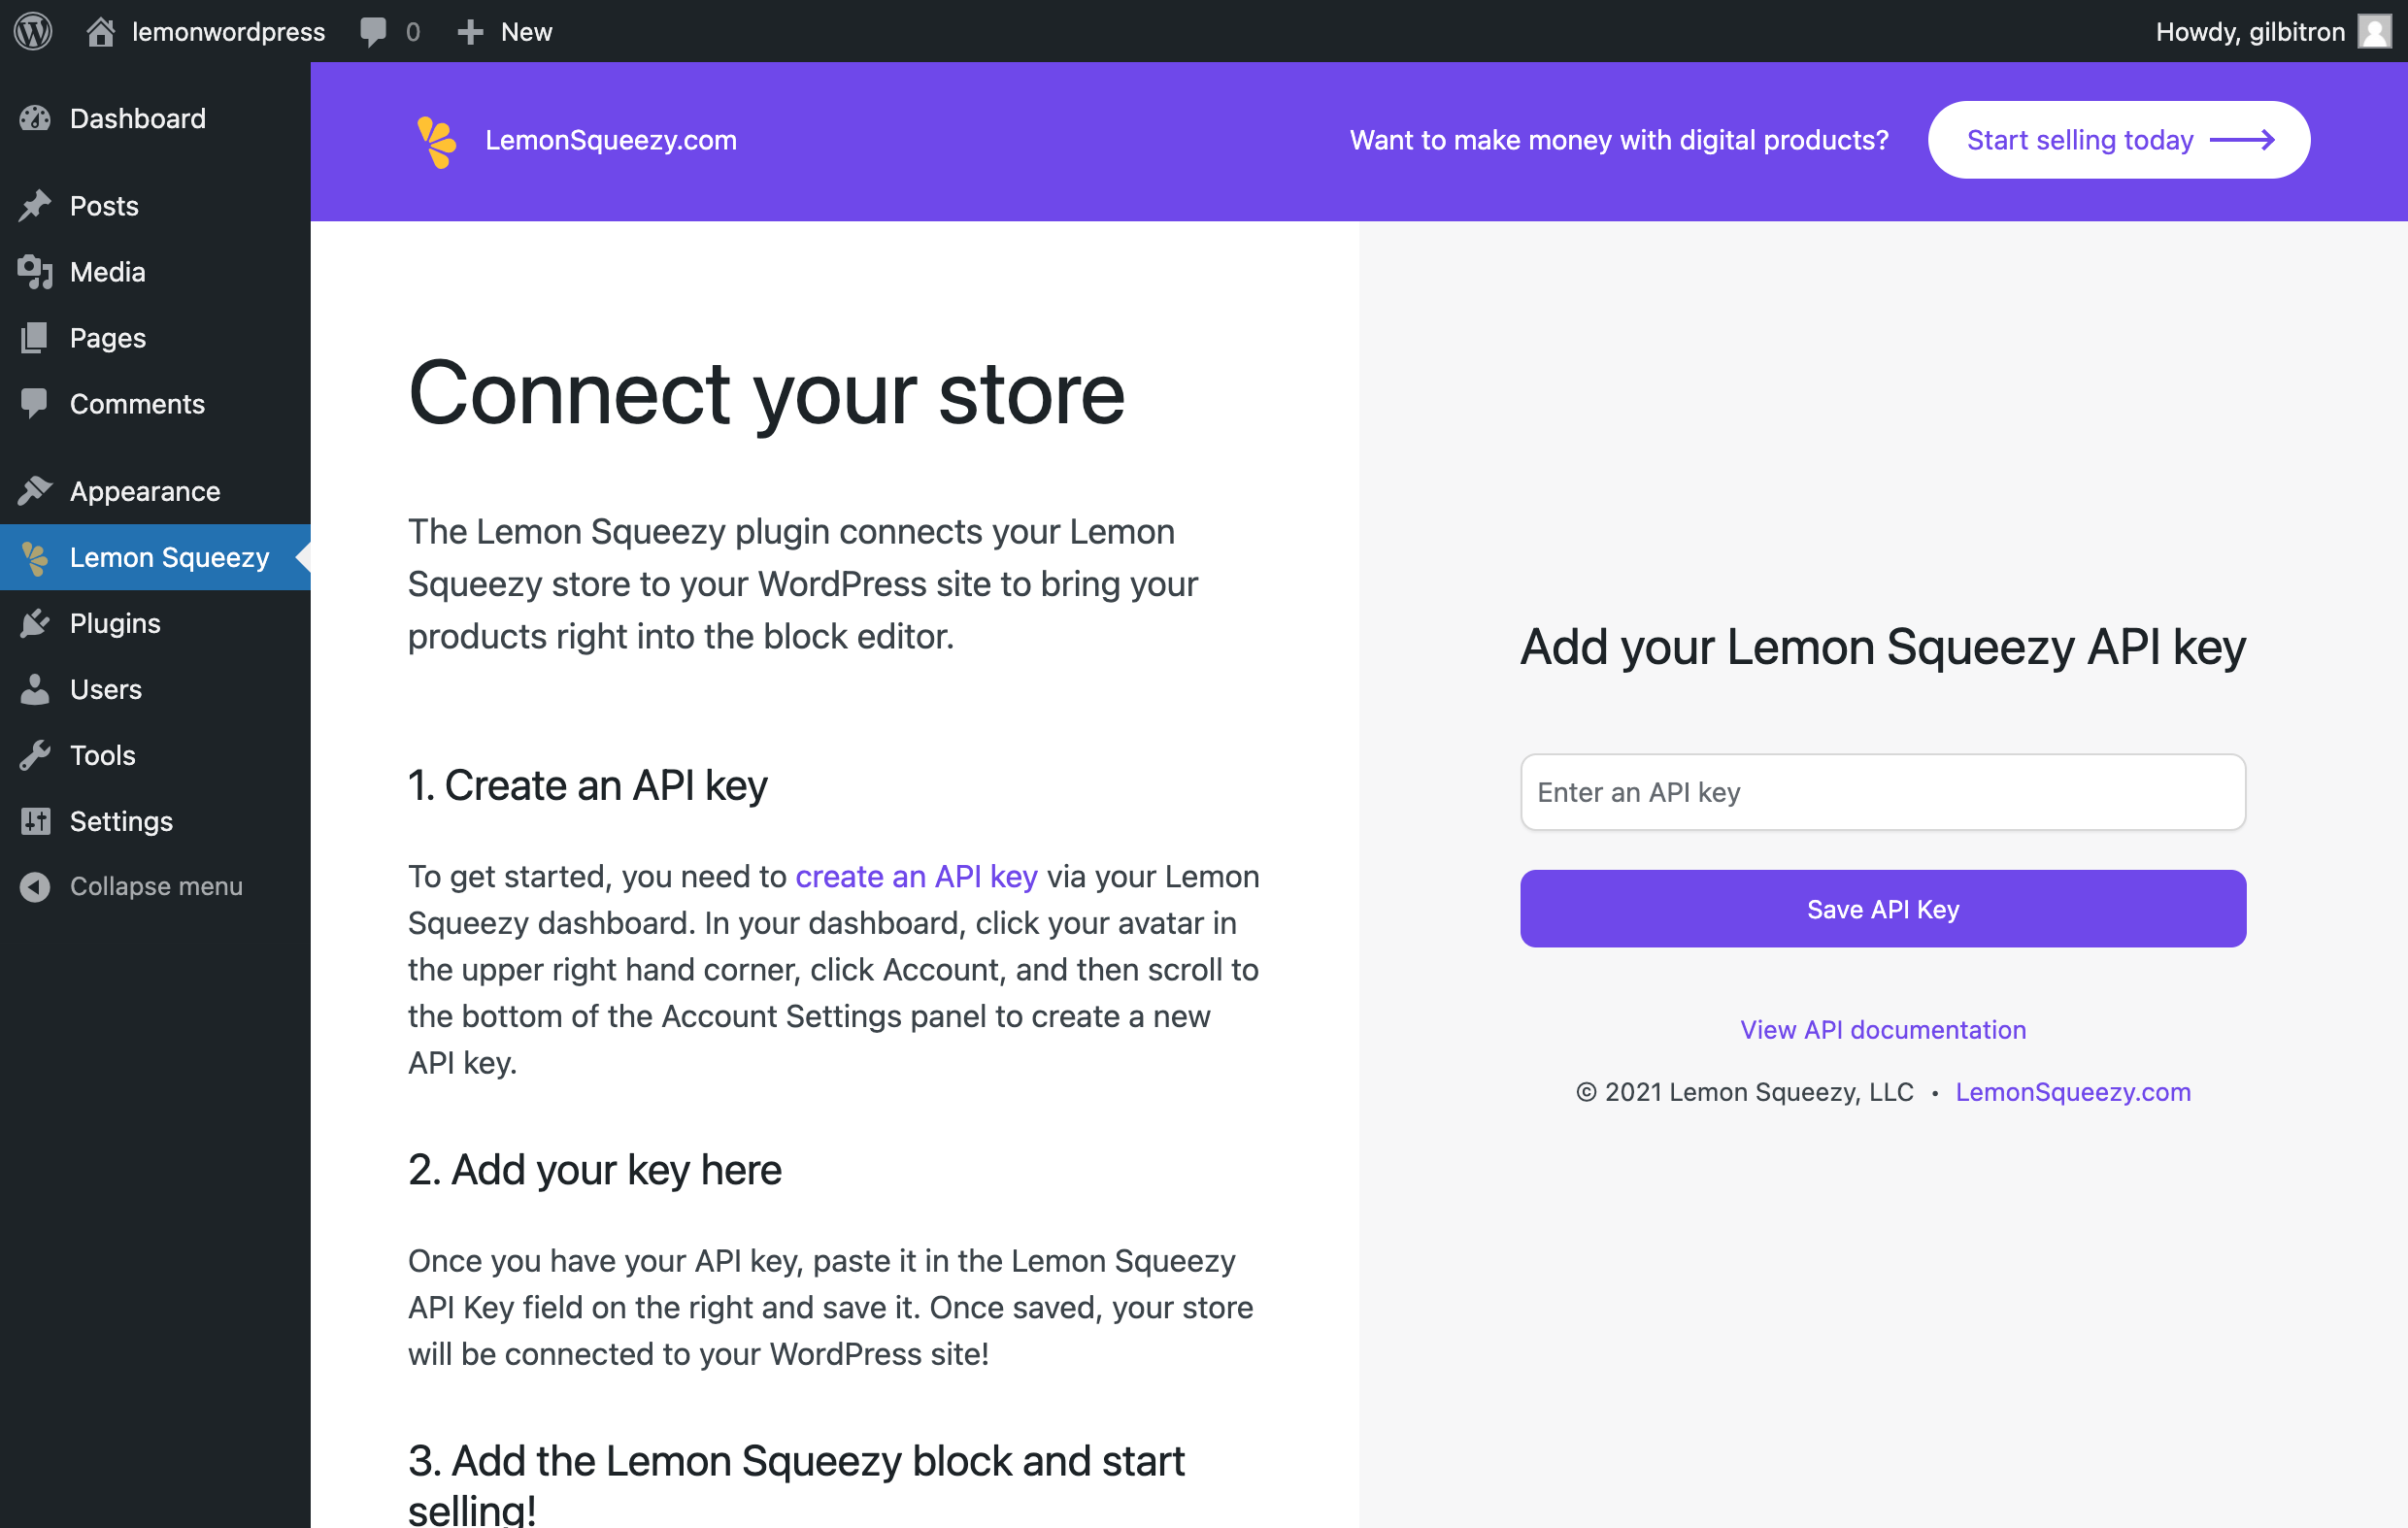 lemonwordpress
0
New
Howdy, gilbitron
Dashboard
Posts
Media
Pages
Comments
Appearance
Lemon Squeezy
Plugins
Users
Tools
Settings
Collapse menu
LemonSqueezy.com
Want to make money with digital products?
Start selling today
Connect your store
The Lemon Squeezy plugin connects your Lemon
Squeezy store to your WordPress site to bring your
products right into the block editor.
1. Create an API key
To get started, you need to create an API key via your Lemon
Squeezy dashboard. In your dashboard, click your avatar in
the upper right hand corner, click Account, and then scroll to
the bottom of the Account Settings panel to create a new
API key.
2. Add your key here
Once you have your API key, paste it in the Lemon Squeezy
API Key field on the right and save it. Once saved, your store
will be connected to your WordPress site!
3. Add the Lemon Squeezy block and start
selling!
Add your Lemon Squeezy API key
Enter an API key
Save API Key
View API documentation
© 2021 Lemon Squeezy, LLC • LemonSqueezy.com